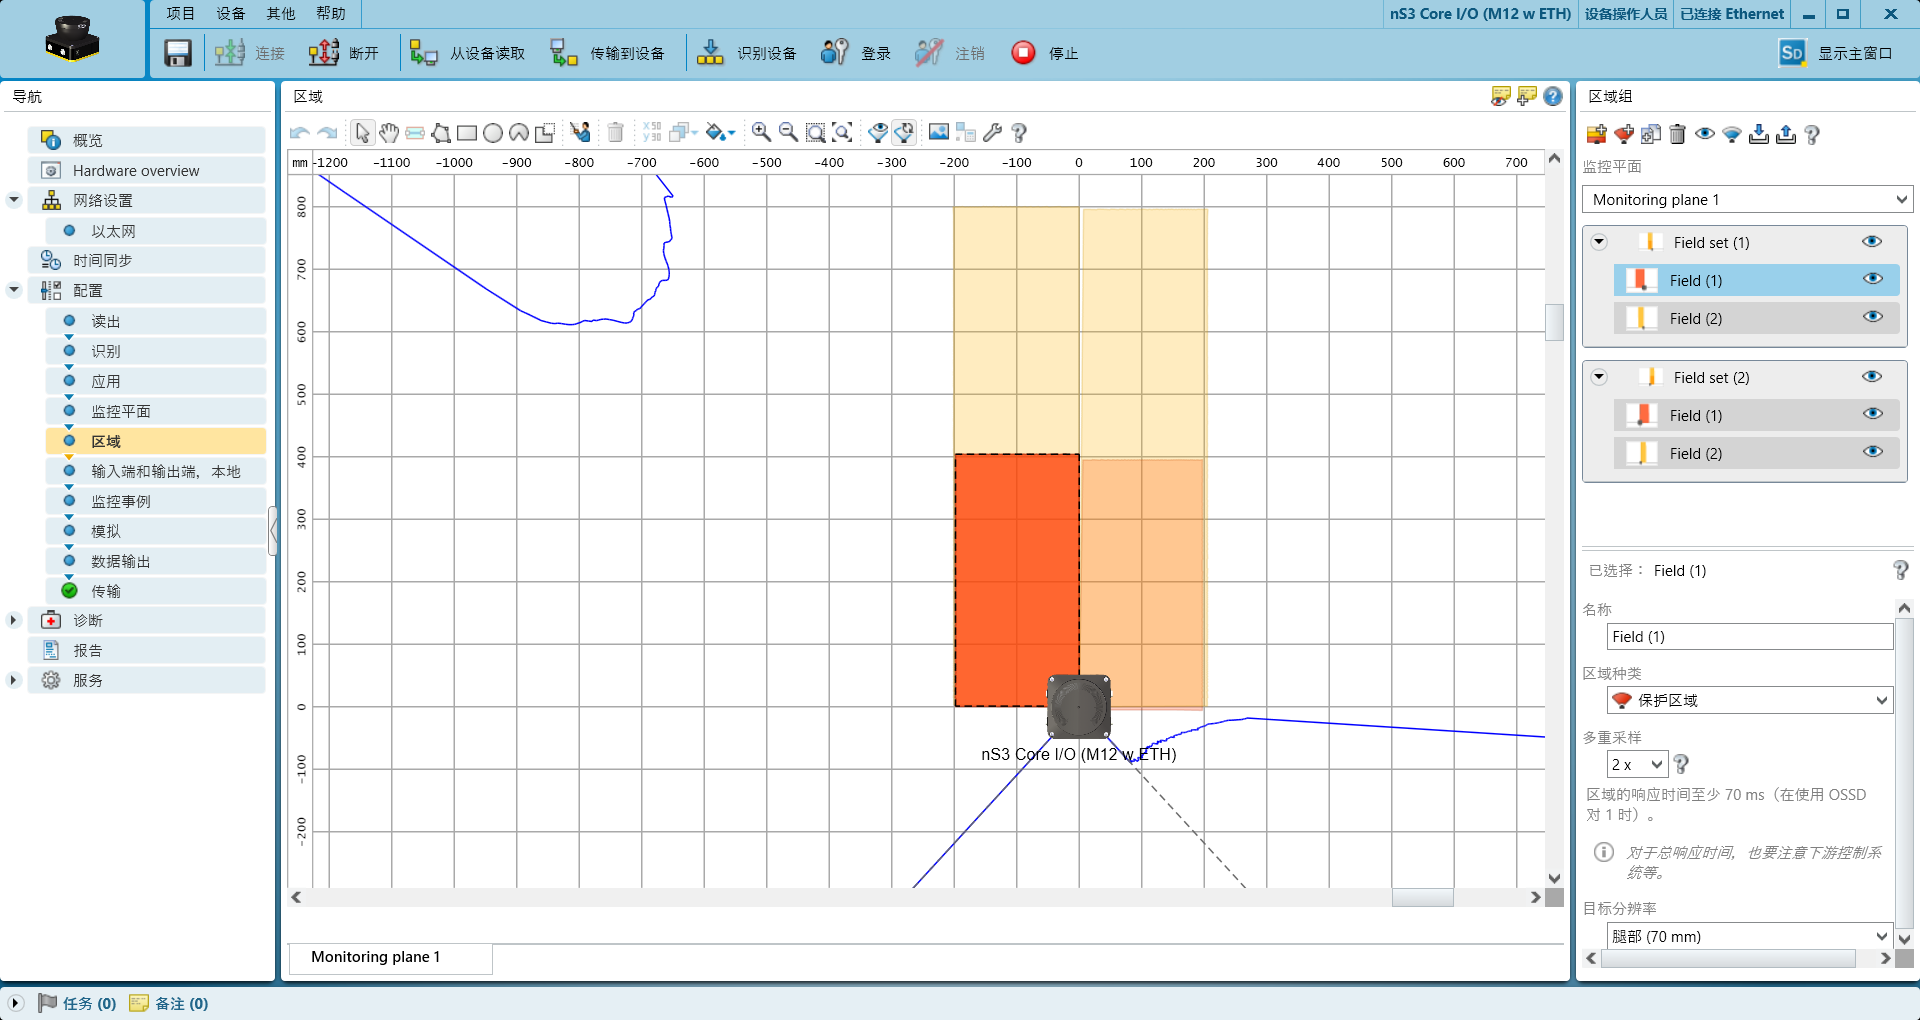 项目 设备 其他 帮助
nS3 Core I/O (M12 w ETH) 设备操作人员 已连接 Ethernet
连接 断开 从设备读取 传输到设备 识别设备 登录 注销 停止 显示主窗口
导航
概览
Hardware overview
网络设置
以太网
时间同步
配置
读出
识别
应用
监控平面
区域
输入端和输出端，本地
监控事例
模拟
数据输出
传输
诊断
报告
服务
区域
mm -1200 -1100 -1000 -900 -800 -700 -600 -500 -400 -300 -200 -100 0 100 200 300 400 500 600 700
800
700
600
500
400
300
200
100
0
-100
-200
nS3 Core I/O (M12 w ETH)
Monitoring plane 1
区域组
监控平面
Monitoring plane 1
Field set (1)
Field (1)
Field (2)
Field set (2)
Field (1)
Field (2)
已选择： Field (1)
名称
Field (1)
区域种类
保护区域
多重采样
2 x
区域的响应时间至少 70 ms（在使用 OSSD
对 1 时）。
对于总响应时间，也要注意下游控制系
统等。
目标分辨率
腿部 (70 mm)
任务 (0) 备注 (0)